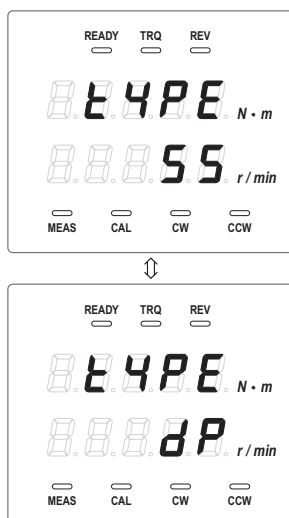 READY TRQ REV
tYPE N • m
SS r / min
MEAS CAL CW CCW
⇕
READY TRQ REV
tYPE N • m
dP r / min
MEAS CAL CW CCW